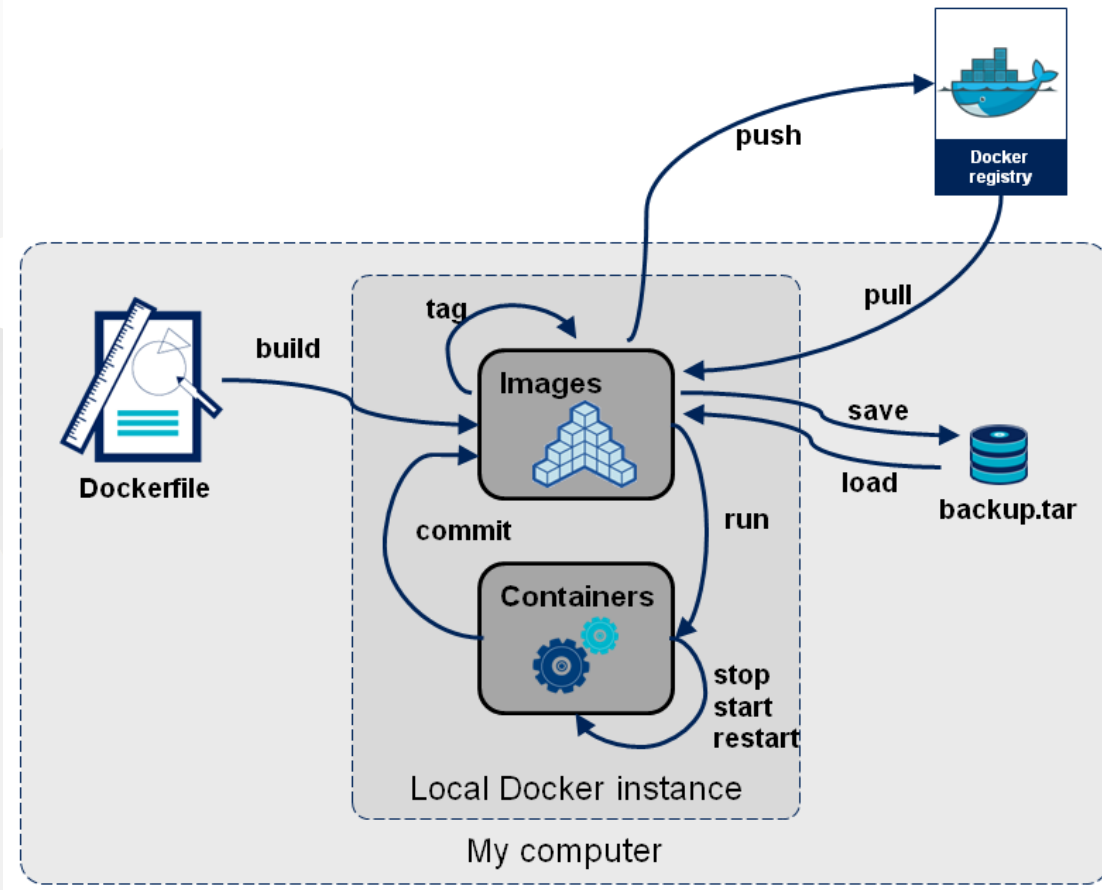 push
Docker
registry
pull
tag
build
Images
save
load
Dockerfile
backup.tar
commit
run
Containers
stop
start
restart
Local Docker instance
My computer